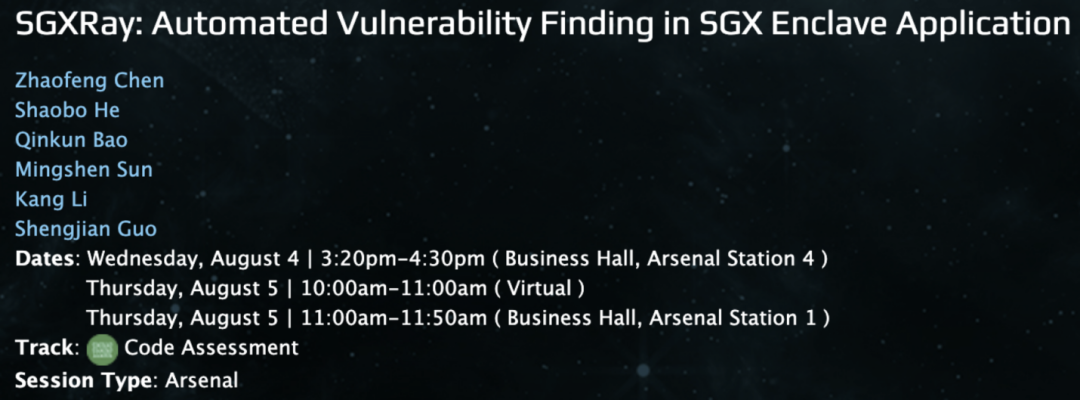 SGXRay: Automated Vulnerability Finding in SGX Enclave Application
Zhaofeng Chen
Shaobo He
Qinkun Bao
Mingshen Sun
Kang Li
Shengjian Guo
Dates: Wednesday, August 4 | 3:20pm-4:30pm ( Business Hall, Arsenal Station 4 )
Thursday, August 5 | 10:00am-11:00am ( Virtual )
Thursday, August 5 | 11:00am-11:50am ( Business Hall, Arsenal Station 1 )
Track: Code Assessment
Session Type: Arsenal